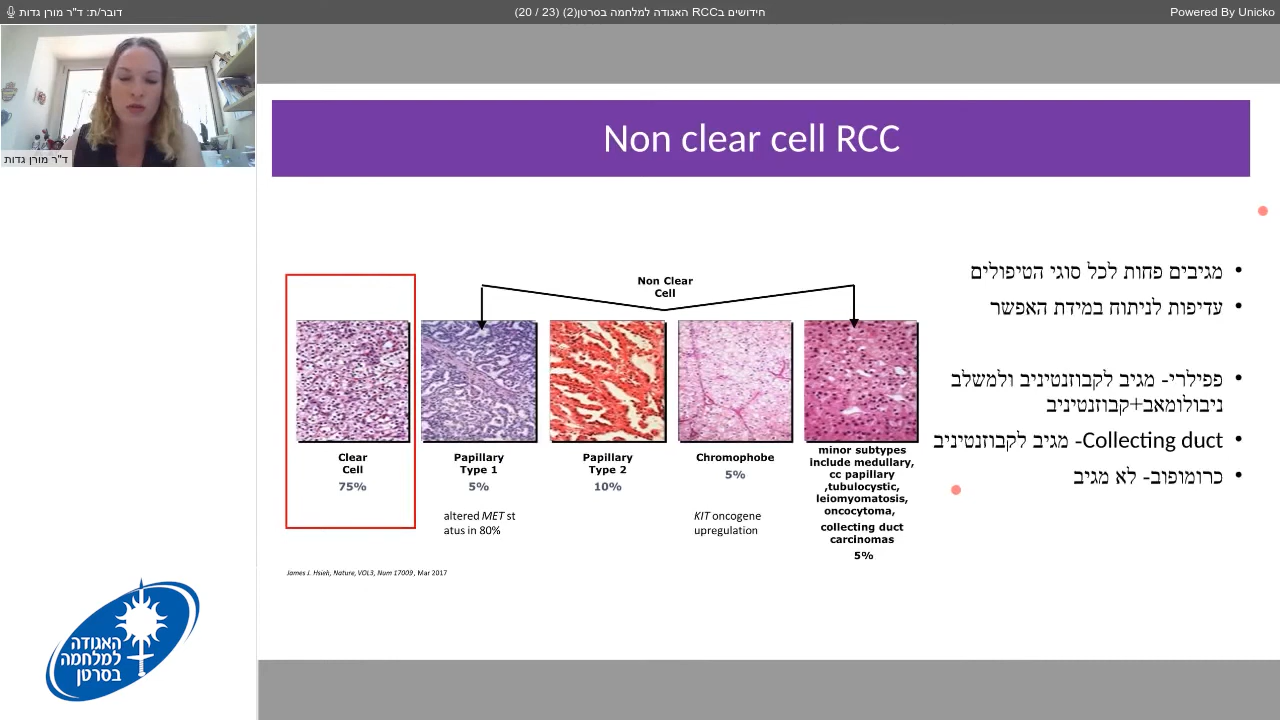 דובר/ת: ד"ר מורן גדות
חידושים בRCC האגודה למלחמה בסרטן(2) (23 / 20)
Powered By Unicko
ד"ר מורן גדות
Non clear cell RCC
Non Clear
Cell
Clear
Cell
75%
Papillary
Type 1
5%
altered MET st
atus in 80%
Papillary
Type 2
10%
Chromophobe
5%
KIT oncogene
upregulation
minor subtypes
include medullary,
cc papillary
,tubulocystic,
leiomyomatosis,
oncocytoma,
collecting duct
carcinomas
5%
• מגיבים פחות לכל סוגי הטיפולים
• עדיפות לניתוח במידת האפשר
• פפילרי- מגיב לקבוזנטיניב ולמשלב
ניבולומאב+קבוזנטיניב
• Collecting duct- מגיב לקבוזנטיניב
• כרומופוב- לא מגיב
James J. Hsieh, Nature, VOL3, Num 17009, Mar 2017
האגודה
למלחמה
בסרטן